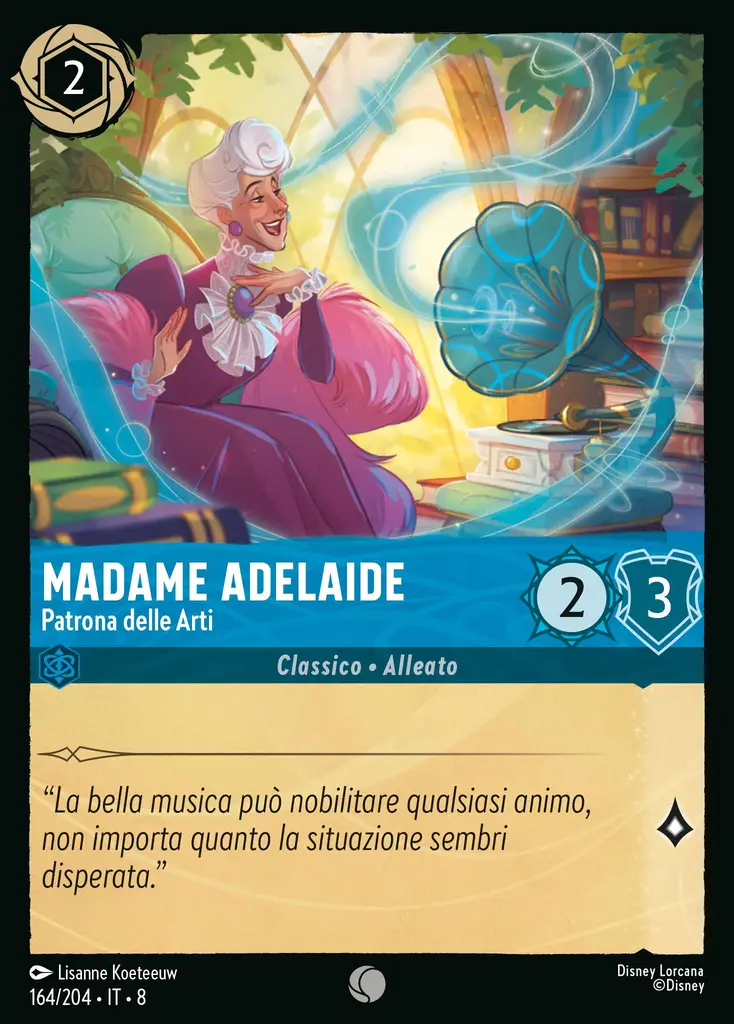 2
MADAME ADELAIDE
Patrona delle Arti
2
3
Classico • Alleato
“La bella musica può nobilitare qualsiasi animo,
non importa quanto la situazione sembri
disperata.”
Lisanne Koeteeuw
164/204 • IT • 8
Disney Lorcana
©Disney